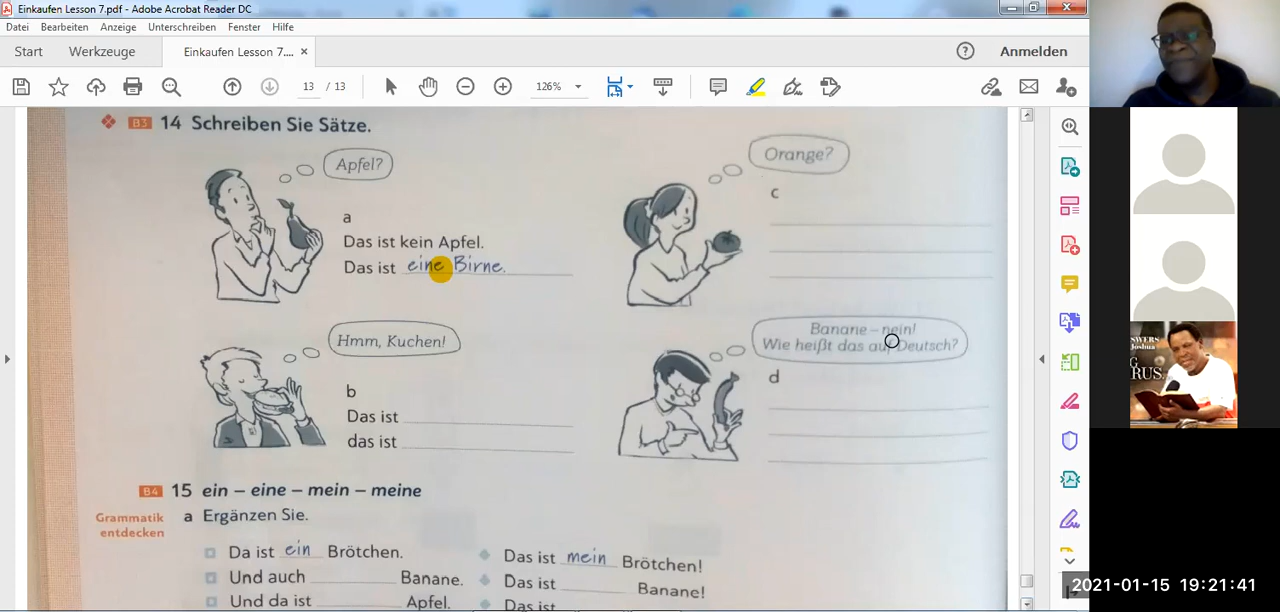 Einkaufen Lesson 7.pdf - Adobe Acrobat Reader DC
Datei Bearbeiten Anzeige Unterschreiben Fenster Hilfe
Start Werkzeuge Einkaufen Lesson 7.... × Anmelden
13 / 13 126%
B3 14 Schreiben Sie Sätze.
Apfel?
a
Das ist kein Apfel.
Das ist eine Birne.
Orange?
c
Hmm, Kuchen!
b
Das ist
das ist
Banane – nein!
Wie heißt das auf Deutsch?
d
B4 15 ein – eine – mein – meine
Grammatik
entdecken
a Ergänzen Sie.
Da ist ein Brötchen. Das ist mein Brötchen!
Und auch Banane. Das ist Banane!
Und da ist Apfel. Das ist
SWERS
Joshua
G
RUS.
2021-01-15 19:21:41